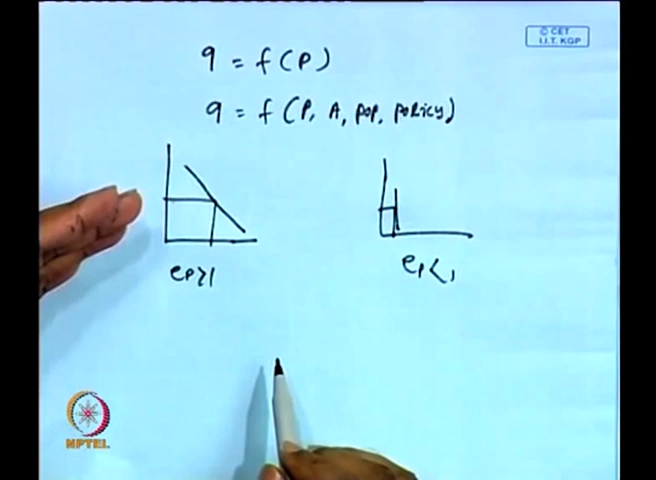 © CET
I.I.T. KGP
q = f(P)
q = f(P, A, pop, policy)
eP>1
eP<1
NPTEL